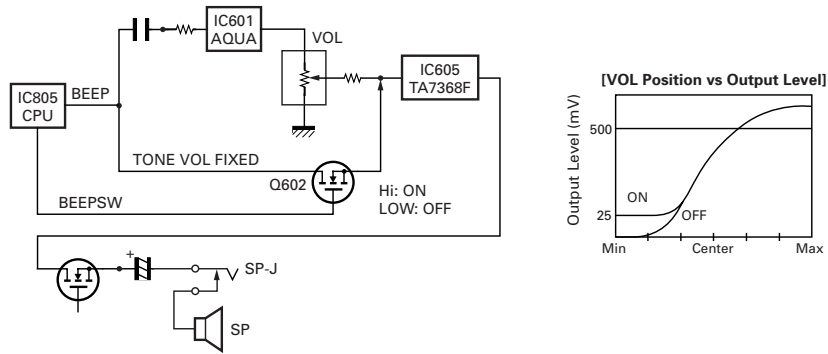 IC601
AQUA
VOL
IC605
TA7368F
IC805
CPU
BEEP
TONE VOL FIXED
Q602
Hi: ON
LOW: OFF
BEEPSW
+
SP-J
SP
[VOL Position vs Output Level]
Output Level (mV)
500
25
ON
OFF
Min
Center
Max